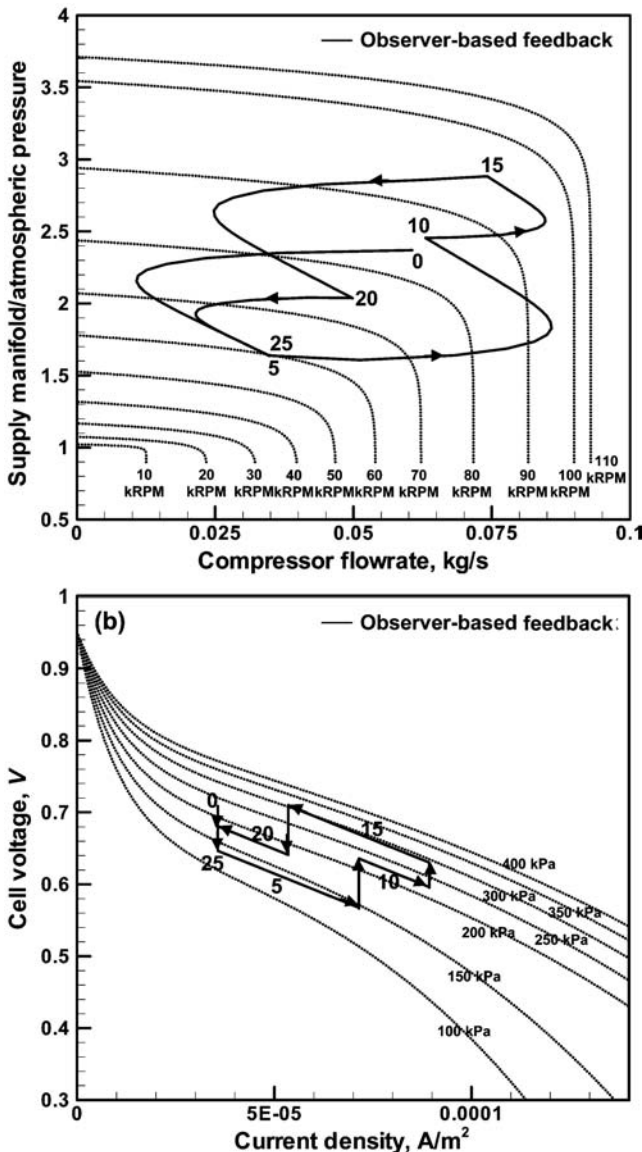 4
Observer-based feedback
3.5
3
15
2.5
10
0
2
20
25
1.5
5
1
10
20
30
40
50
60
70
80
90
100
110
kRPM
kRPM
kRPM
kRPM
kRPM
kRPM
kRPM
kRPM
kRPM
kRPM
kRPM
0.5
0
0.025
0.05
0.075
0.1
Supply manifold/atmospheric pressure
Compressor flowrate, kg/s
1
(b)
Observer-based feedback:
0.9
0.8
0.7
0
20
15
0.6
25
5
10
400 kPa
350 kPa
300 kPa
250 kPa
200 kPa
0.5
150 kPa
0.4
100 kPa
0.3
0
5E-05
0.0001
Cell voltage, V
Current density, A/m²